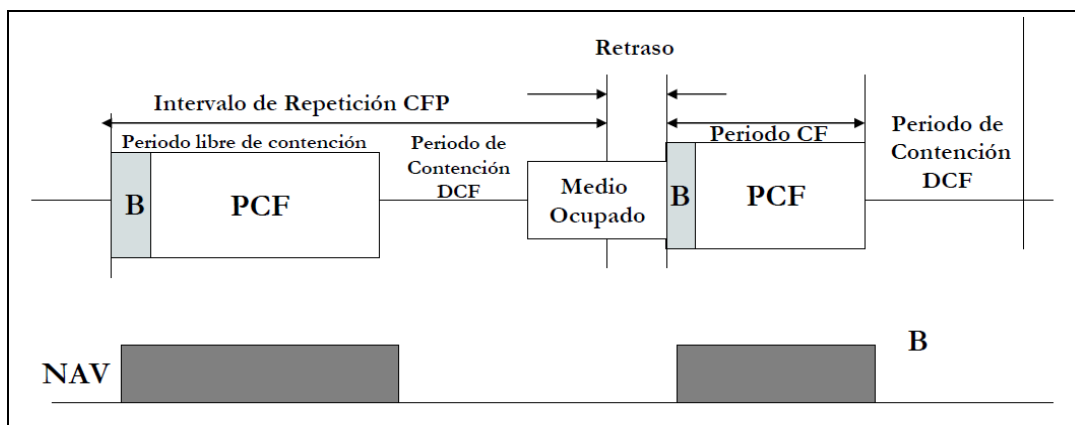 Retraso
Intervalo de Repetición CFP
Periodo libre de contención
Periodo de
Contención
DCF
Periodo CF
Periodo de
Contención
DCF
B
PCF
Medio
Ocupado
B
PCF
NAV
B